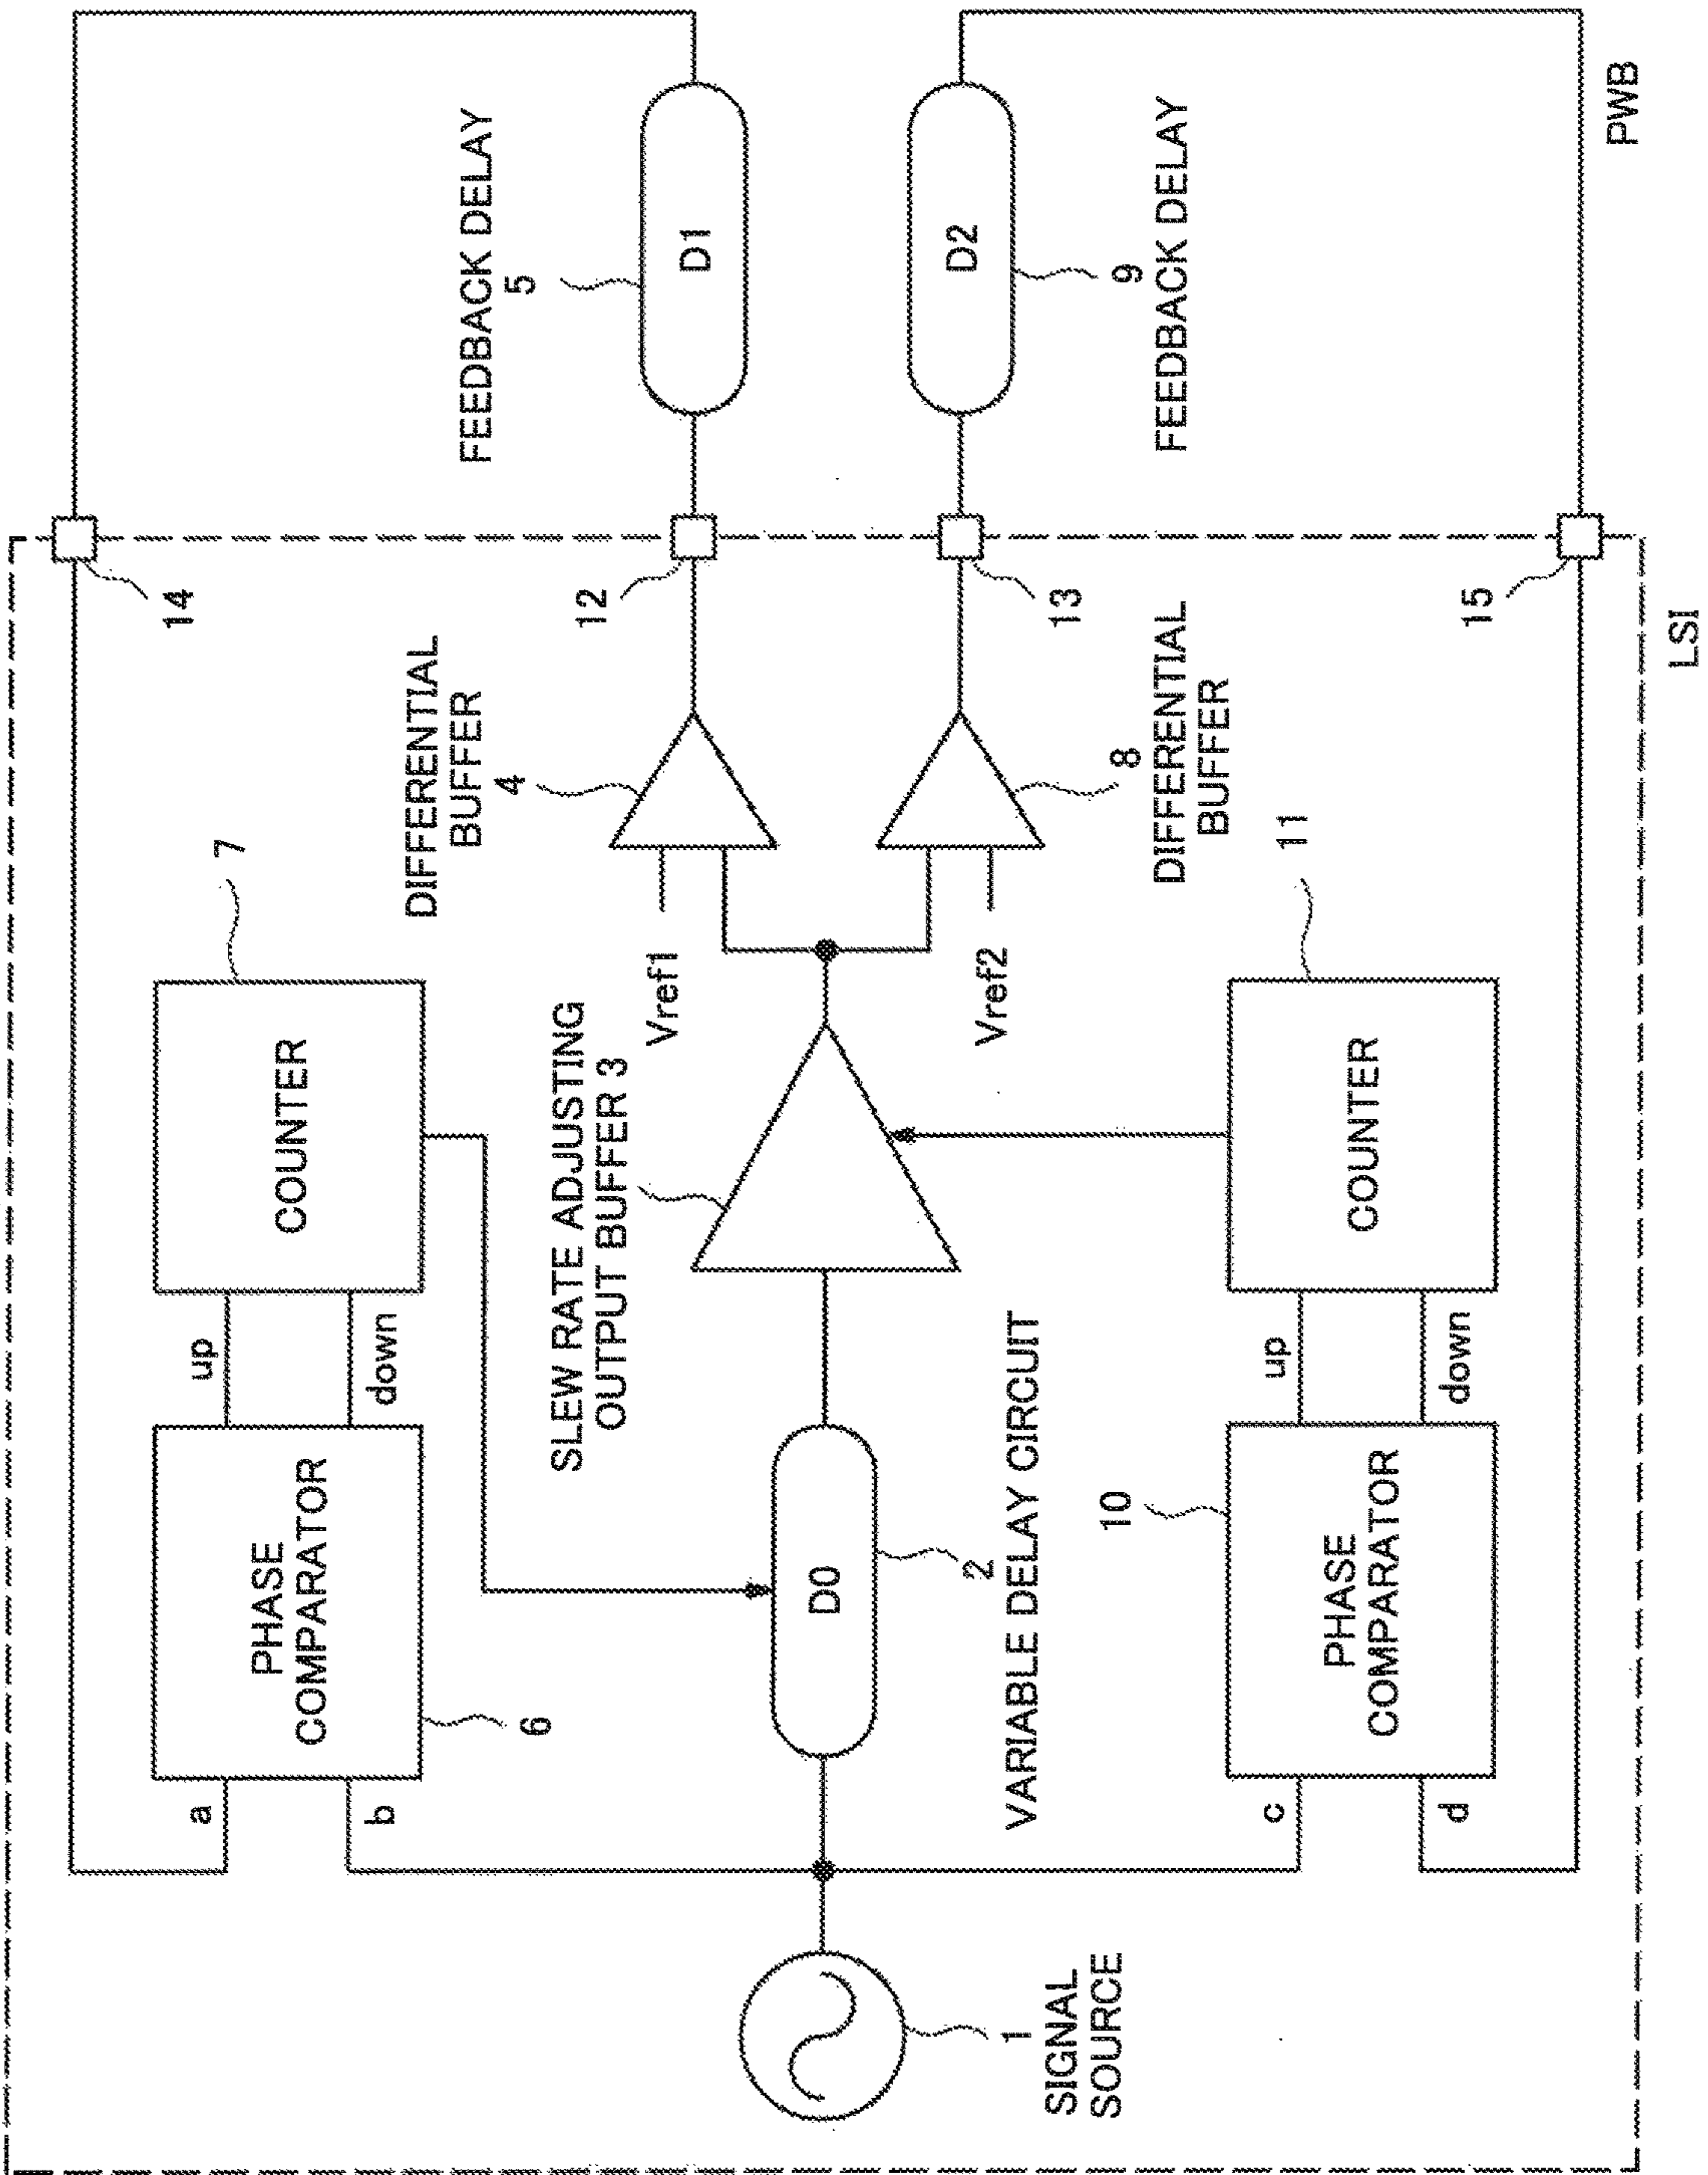 14
7
COUNTER
up
down
PHASE
COMPARATOR
a
b
6
DIFFERENTIAL
BUFFER
4
FEEDBACK DELAY
5
D1
12
Vref1
SLEW RATE ADJUSTING
OUTPUT BUFFER 3
D0
2
VARIABLE DELAY CIRCUIT
1
SIGNAL
SOURCE
D2
9
FEEDBACK DELAY
13
Vref2
8
DIFFERENTIAL
BUFFER
11
COUNTER
up
down
10
PHASE
COMPARATOR
c
d
15
PWB
LSI